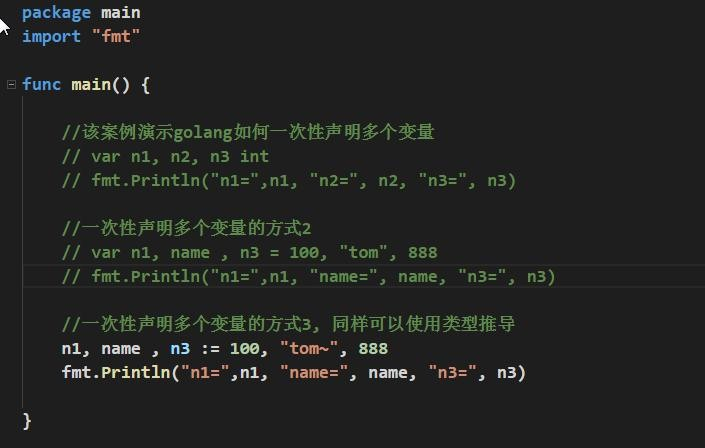 package main
import "fmt"
func main() {
//该案例演示golang如何一次性声明多个变量
// var n1, n2, n3 int
// fmt.Println("n1=",n1, "n2=", n2, "n3=", n3)
//一次性声明多个变量的方式2
// var n1, name , n3 = 100, "tom", 888
// fmt.Println("n1=",n1, "name=", name, "n3=", n3)
//一次性声明多个变量的方式3, 同样可以使用类型推导
n1, name , n3 := 100, "tom~", 888
fmt.Println("n1=",n1, "name=", name, "n3=", n3)
}